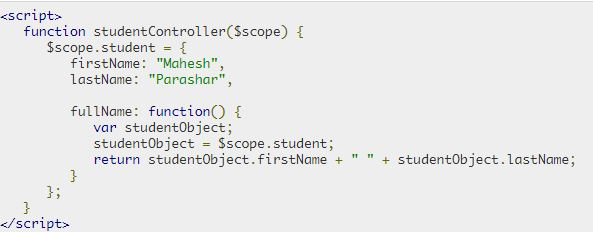 <script>
function studentController($scope) {
$scope.student = {
firstName: "Mahesh",
lastName: "Parashar",
fullName: function() {
var studentObject;
studentObject = $scope.student;
return studentObject.firstName + " " + studentObject.lastName;
}
};
}
</script>